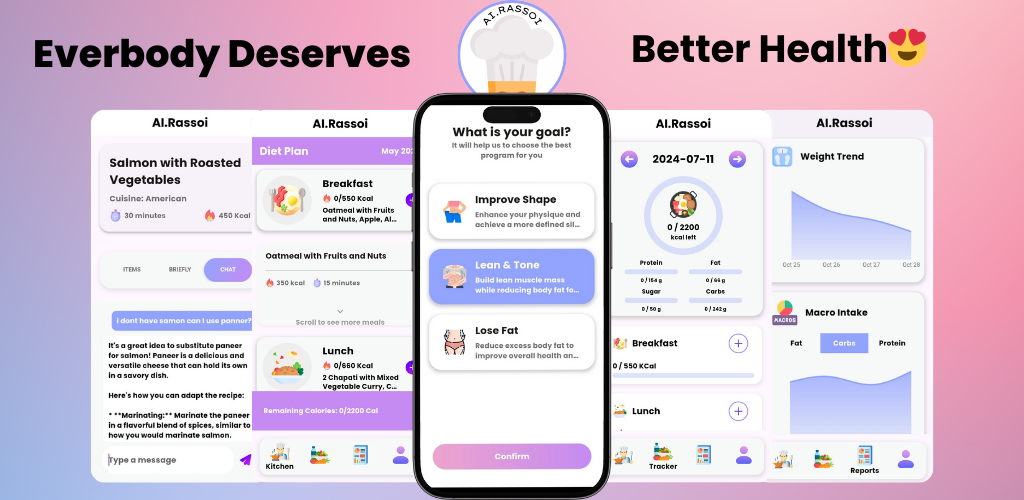 Everbody Deserves
Better Health
AI.RASSOI
AI.Rassoi
Salmon with Roasted
Vegetables
Cuisine: American
30 minutes
450 Kcal
ITEMS
BRIEFLY
CHAT
I dont have samon can I use panner?
It's a great idea to substitute paneer
for salmon! Paneer is a delicious and
versatile cheese that can hold its own
in a savory dish.
Here's how you can adapt the recipe:
* **Marinating:** Marinate the paneer
in a flavorful blend of spices, similar to
how you would marinate salmon.
Type a message
AI.Rassoi
Diet Plan
May 202
Breakfast
0/550 Kcal
Oatmeal with Fruits
and Nuts, Apple, Al...
Oatmeal with Fruits and Nuts
350 kcal
15 minutes
Scroll to see more meals
Lunch
0/660 Kcal
2 Chapati with Mixed
Vegetable Curry, C...
Remaining Calories: 0/2200 Cal
Kitchen
What is your goal?
It will help us to choose the best
program for you
Improve Shape
Enhance your physique and
achieve a more defined sil...
Lean & Tone
Build lean muscle mass
while reducing body fat fo...
Lose Fat
Reduce excess body fat to
improve overall health an...
Confirm
AI.Rassoi
2024-07-11
0 / 2200
kcal left
Protein
Fat
0 / 154 g
0 / 66 g
Sugar
Carbs
0 / 50 g
0 / 242 g
Breakfast
0 / 550 KCal
Lunch
Tracker
AI.Rassoi
Weight Trend
Oct 25
Oct 26
Oct 27
Oct 28
MACROS
Macro Intake
Fat
Carbs
Protein
Reports